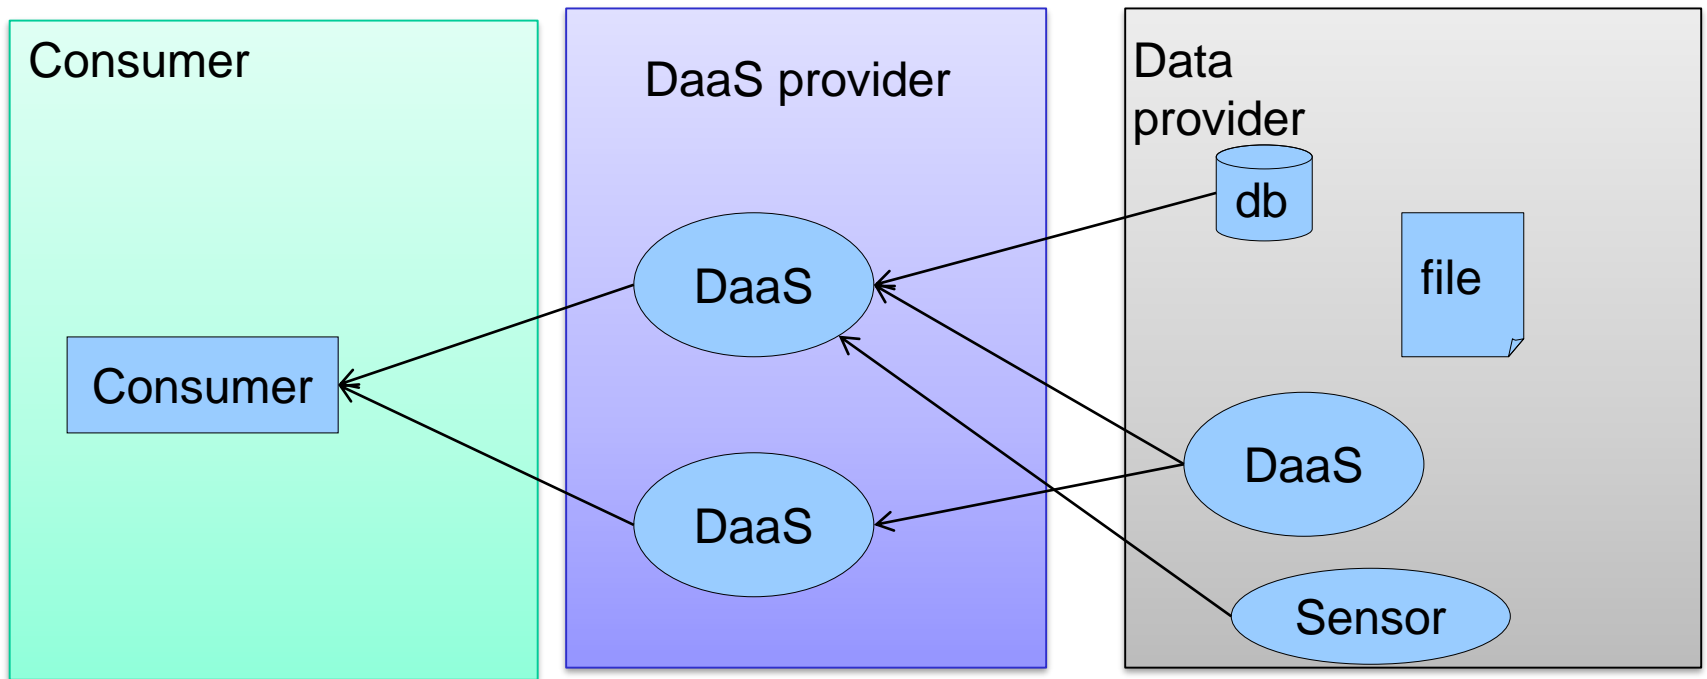 Consumer
DaaS provider
Data
provider
db
file
DaaS
Consumer
DaaS
DaaS
Sensor